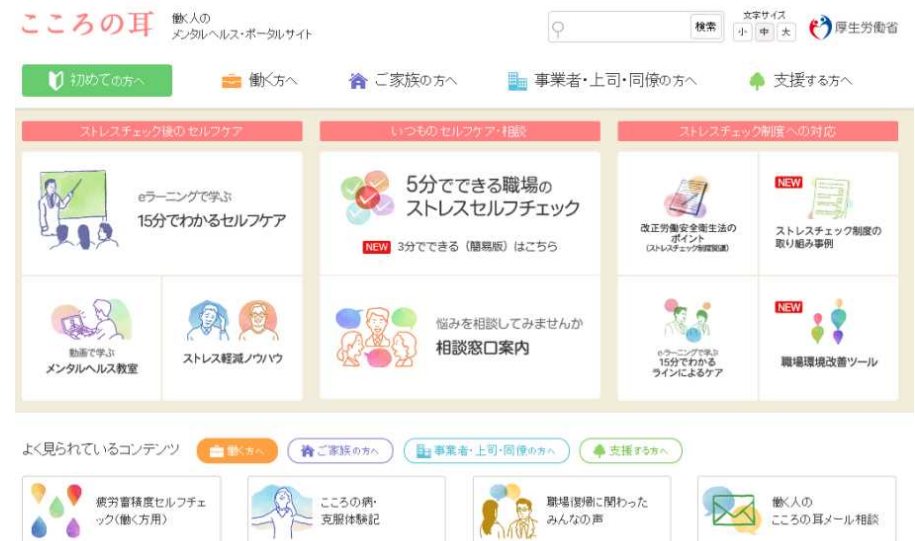 こころの耳
働く人の
メンタルヘルス・ポータルサイト
検索
文字サイズ
小 中 大
厚生労働省
初めての方へ
働く方へ
ご家族の方へ
事業者・上司・同僚の方へ
支援する方へ
ストレスチェック後のセルフケア
いつものセルフケア・相談
ストレスチェック制度への対応
eラーニングで学ぶ
15分でわかるセルフケア
動画で学ぶ
メンタルヘルス教室
ストレス軽減ノウハウ
5分でできる職場の
ストレスセルフチェック
NEW 3分でできる（簡易版）はこちら
悩みを相談してみませんか
相談窓口案内
改正労働安全衛生法の
ポイント
（ストレスチェック制度関連）
NEW
ストレスチェック制度の
取り組み事例
eラーニングで学ぶ
15分でわかる
ラインによるケア
NEW
職場環境改善ツール
よく見られているコンテンツ
働く方へ
ご家族の方へ
事業者・上司・同僚の方へ
支援する方へ
疲労蓄積度セルフチェ
ック（働く方用）
こころの病・
克服体験記
職場復帰に関わった
みんなの声
働く人の
こころの耳メール相談